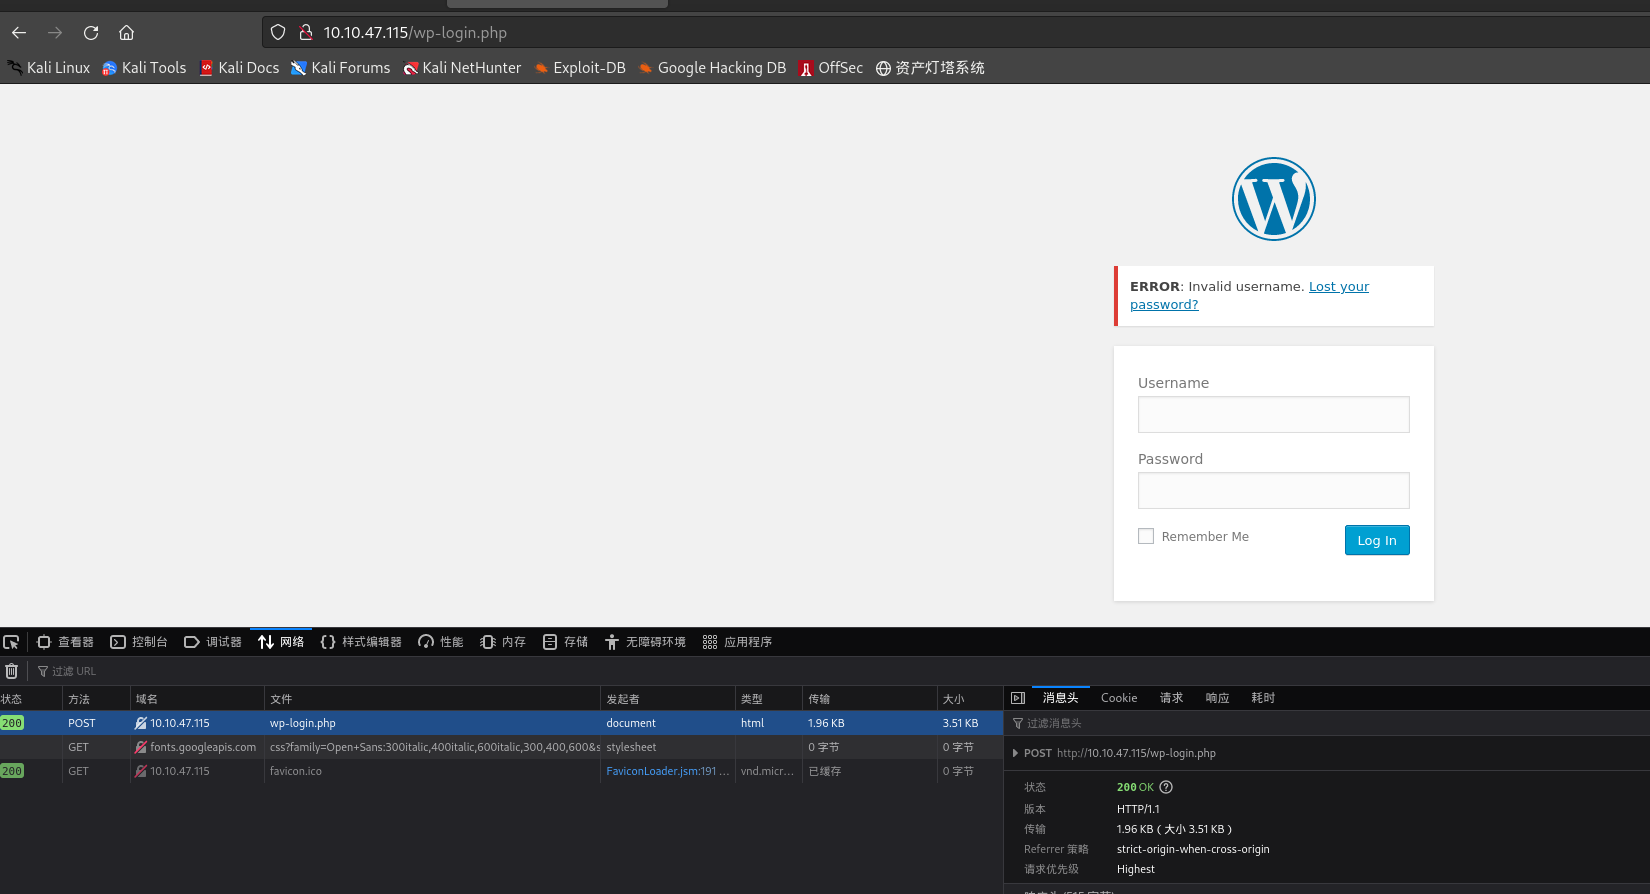 10.10.47.115/wp-login.php
Kali Linux Kali Tools Kali Docs Kali Forums Kali NetHunter Exploit-DB Google Hacking DB OffSec 资产灯塔系统
ERROR: Invalid username. Lost your
password?
Username
Password
Remember Me Log In
查看器 控制台 调试器 网络 样式编辑器 性能 内存 存储 无障碍环境 应用程序
过滤 URL
状态 方法 域名 文件 发起者 类型 传输 大小
200 POST 10.10.47.115 wp-login.php document html 1.96 KB 3.51 KB
GET fonts.googleapis.com css?family=Open+Sans:300italic,400italic,600italic,300,400,600&s stylesheet 0 字节 0 字节
200 GET 10.10.47.115 favicon.ico FaviconLoader.jsm:191 ... vnd.micr... 已缓存 0 字节
消息头 Cookie 请求 响应 耗时
过滤消息头
POST http://10.10.47.115/wp-login.php
状态 200 OK ?
版本 HTTP/1.1
传输 1.96 KB（大小 3.51 KB）
Referrer 策略 strict-origin-when-cross-origin
请求优先级 Highest